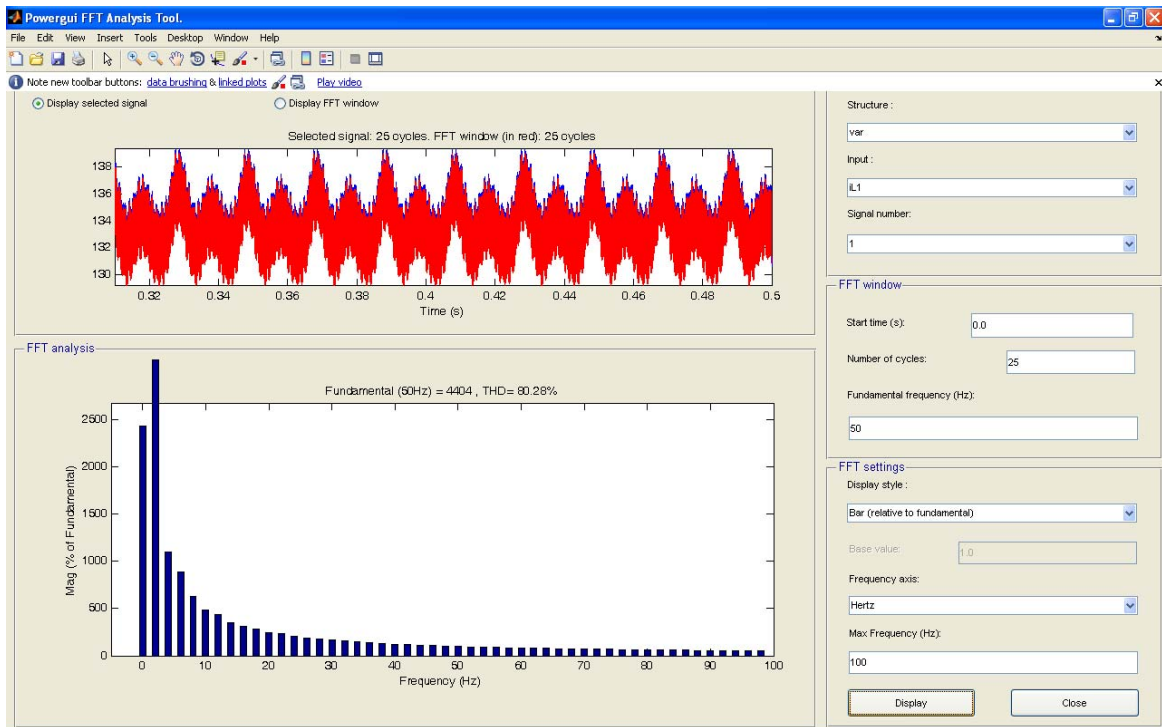 Powergui FFT Analysis Tool.
File Edit View Insert Tools Desktop Window Help
Note new toolbar buttons: data brushing & linked plots Play video
Display selected signal Display FFT window
Selected signal: 25 cycles. FFT window (in red): 25 cycles
138
136
134
132
130
0.32 0.34 0.36 0.38 0.4 0.42 0.44 0.46 0.48 0.5
Time (s)
FFT analysis
Fundamental (50Hz) = 4404 , THD= 80.28%
2500
2000
1500
1000
500
0
Mag (% of Fundamental)
0 10 20 30 40 50 60 70 80 90 100
Frequency (Hz)
Structure :
var
Input :
iL1
Signal number:
1
FFT window
Start time (s): 0.0
Number of cycles: 25
Fundamental frequency (Hz):
50
FFT settings
Display style :
Bar (relative to fundamental)
Base value: 1.0
Frequency axis:
Hertz
Max Frequency (Hz):
100
Display Close